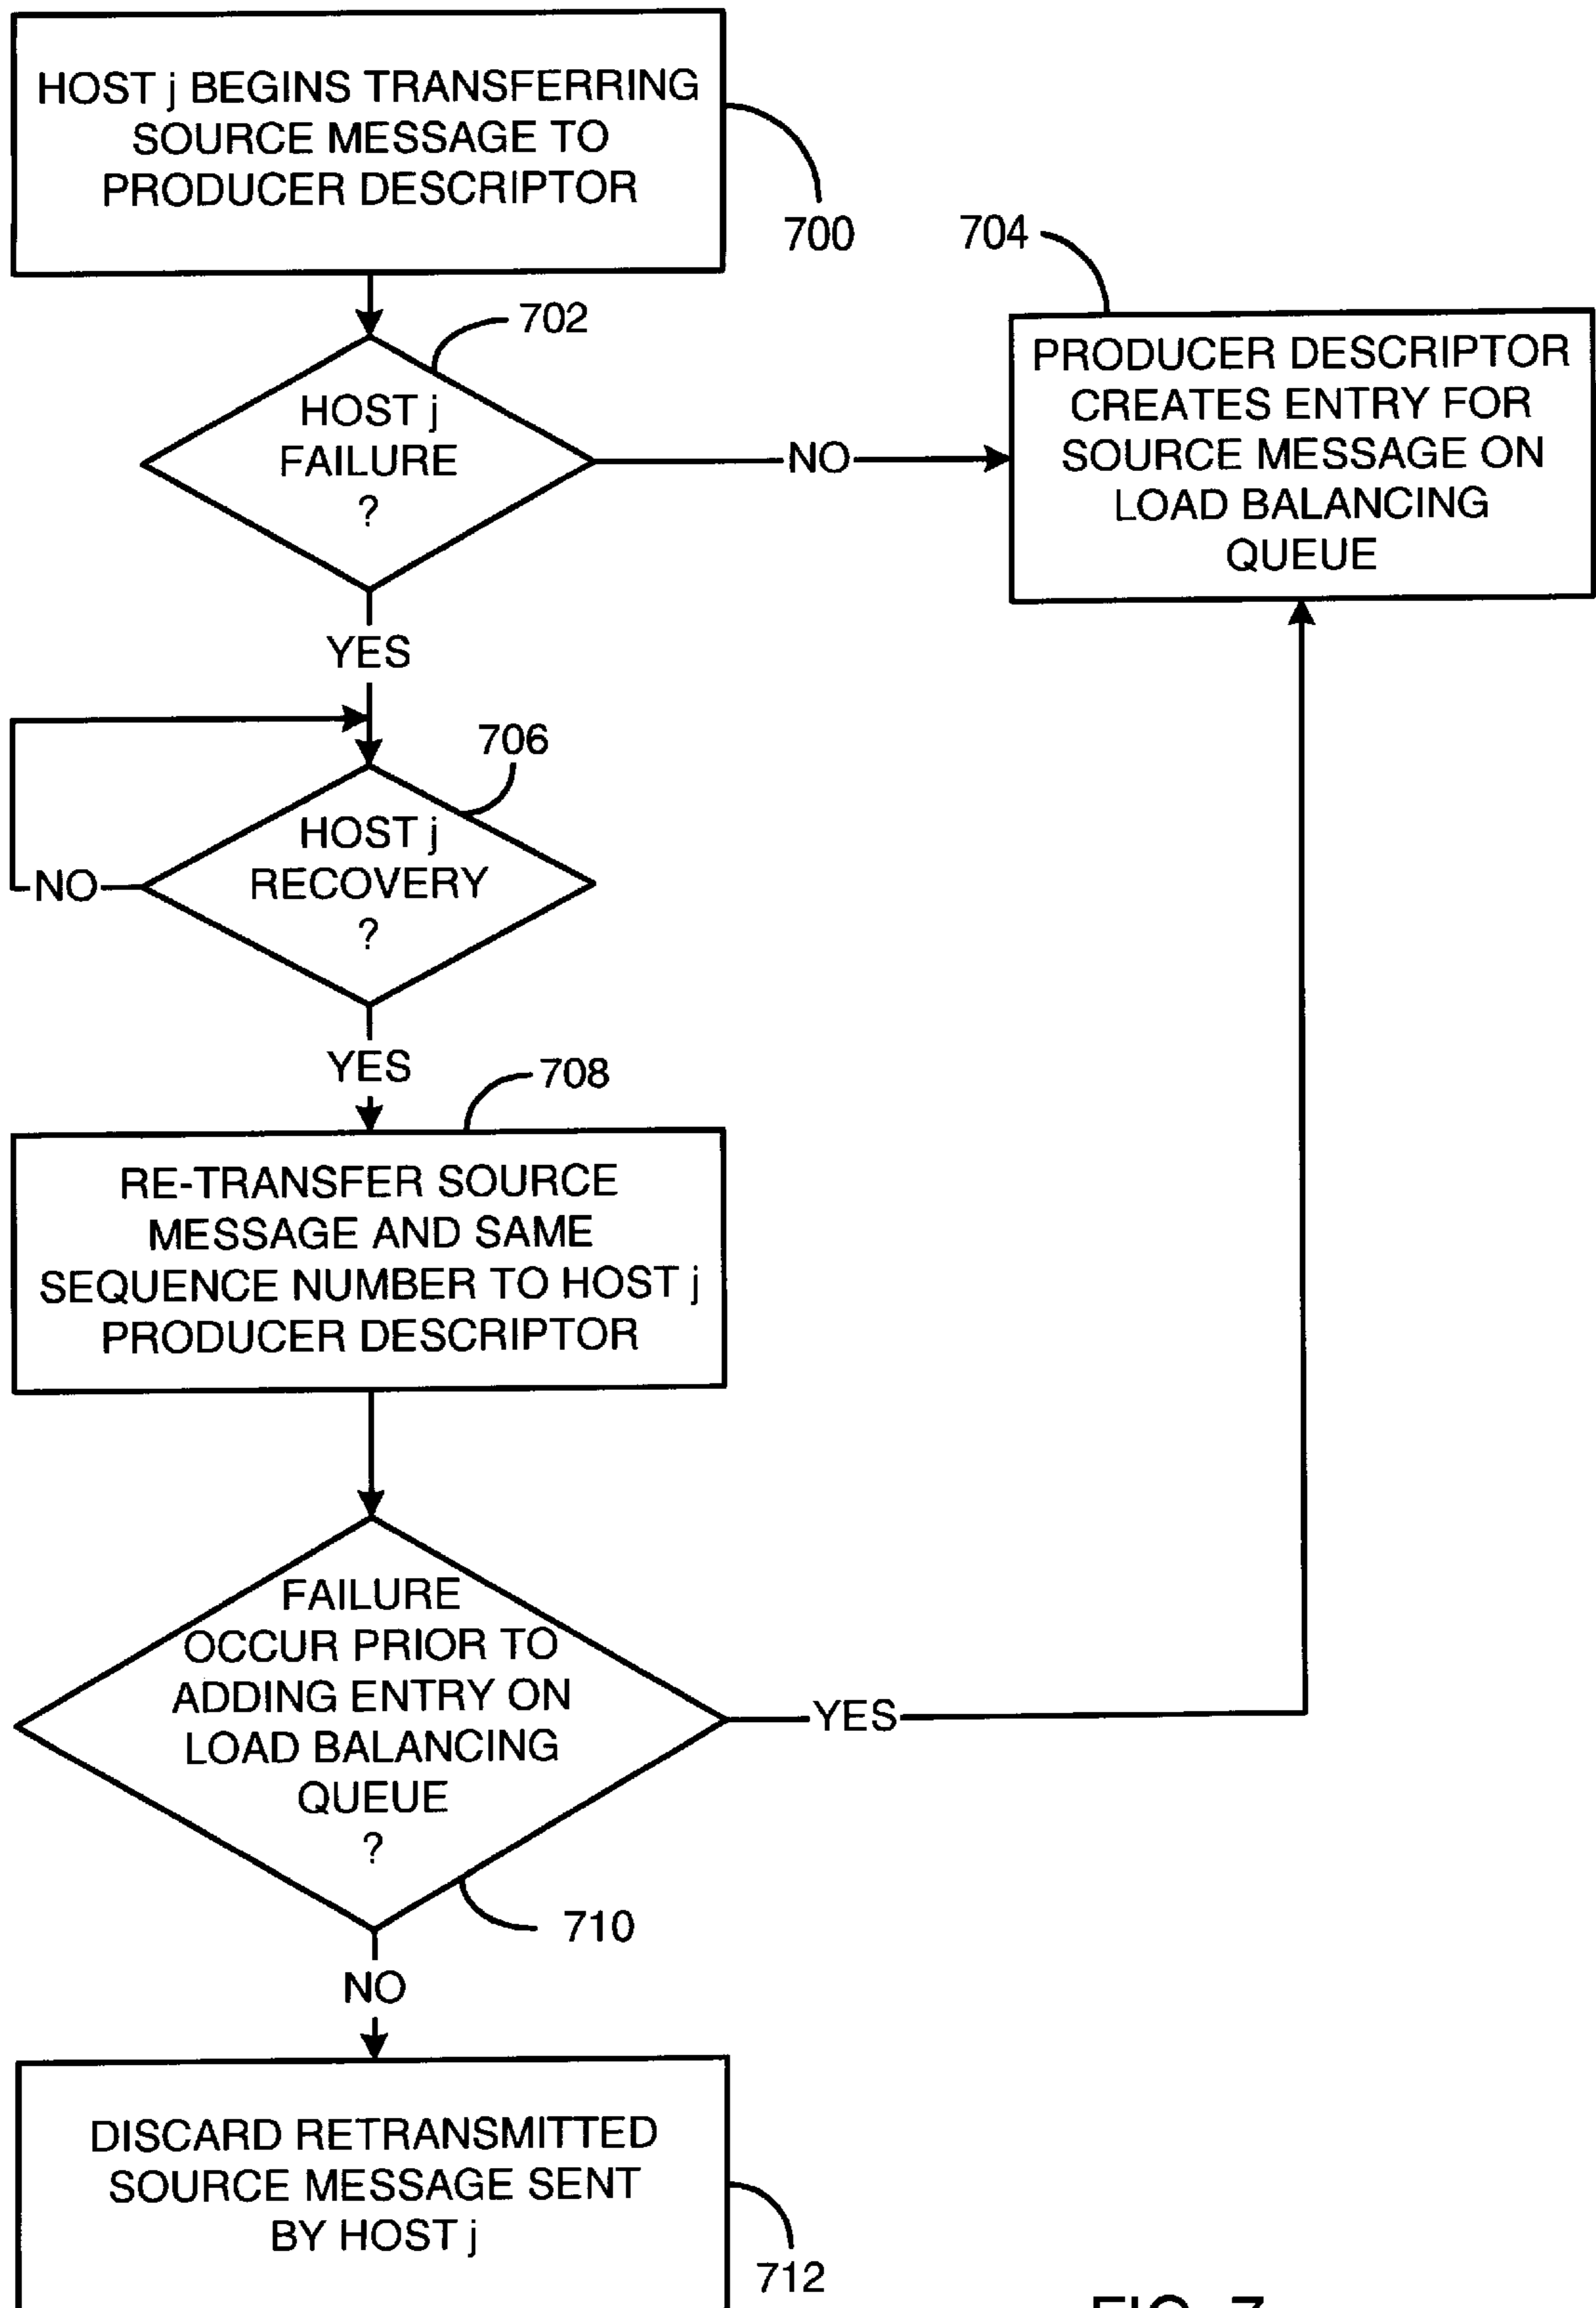 HOST j BEGINS TRANSFERRING
SOURCE MESSAGE TO
PRODUCER DESCRIPTOR
700
704
702
PRODUCER DESCRIPTOR
CREATES ENTRY FOR
SOURCE MESSAGE ON
LOAD BALANCING
QUEUE
HOST j
FAILURE
?
NO
YES
706
HOST j
RECOVERY
?
NO
YES
708
RE-TRANSFER SOURCE
MESSAGE AND SAME
SEQUENCE NUMBER TO HOST j
PRODUCER DESCRIPTOR
FAILURE
OCCUR PRIOR TO
ADDING ENTRY ON
LOAD BALANCING
QUEUE
?
YES
710
NO
DISCARD RETRANSMITTED
SOURCE MESSAGE SENT
BY HOST j
712
FIG. 7